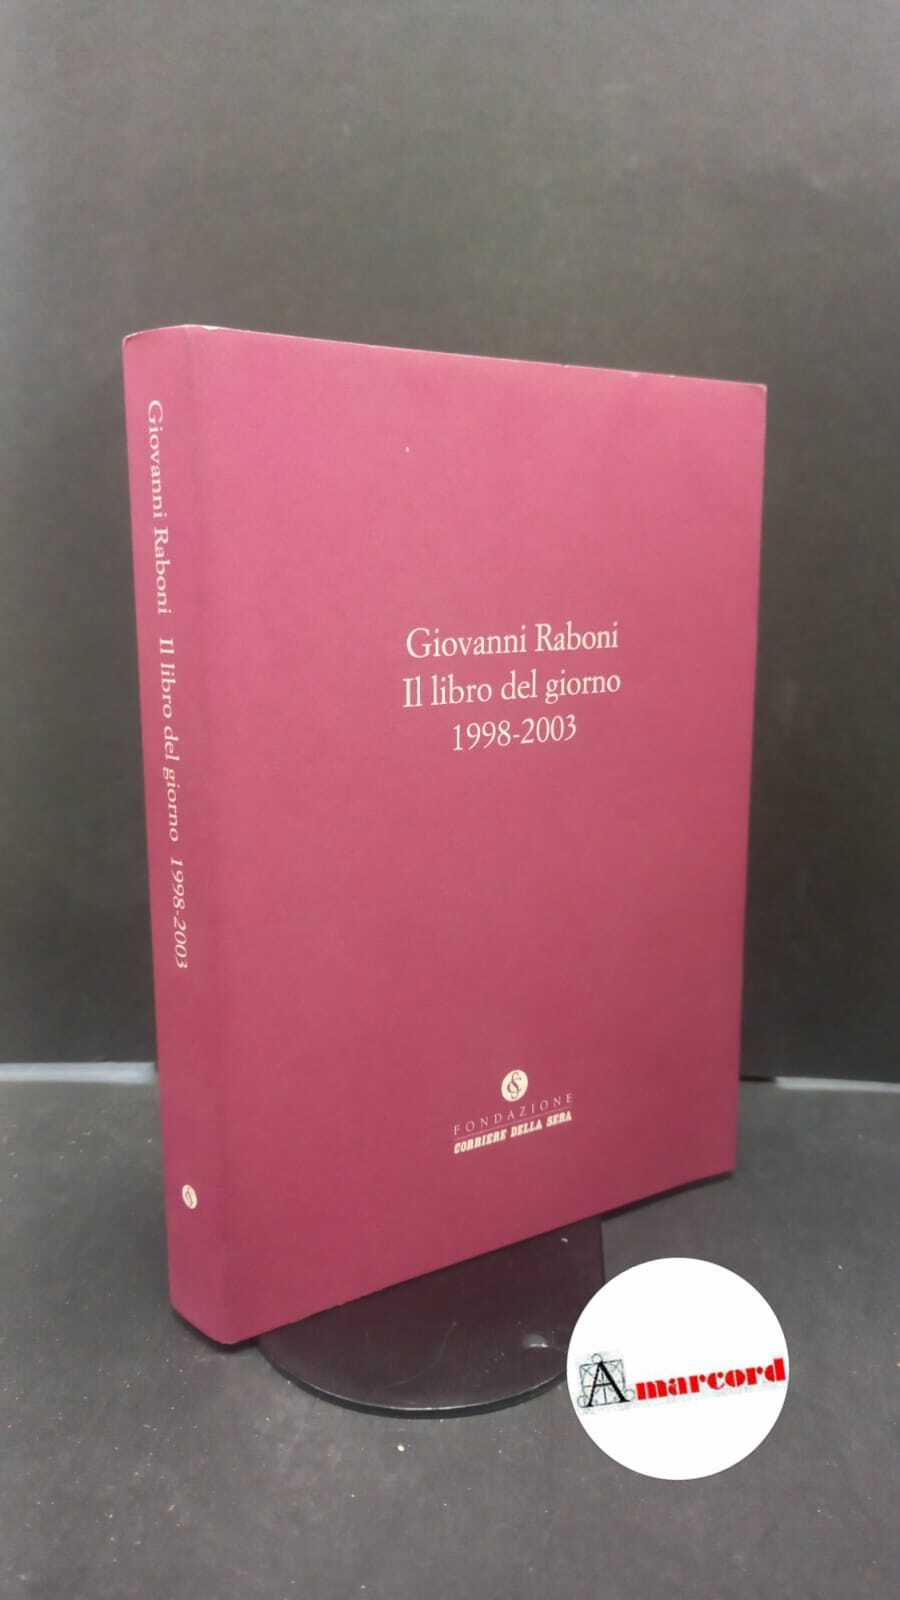 Giovanni Raboni Il libro del giorno 1998-2003
Giovanni Raboni
Il libro del giorno
1998-2003
FONDAZIONE
CORRIERE DELLA SERA
Amarcord